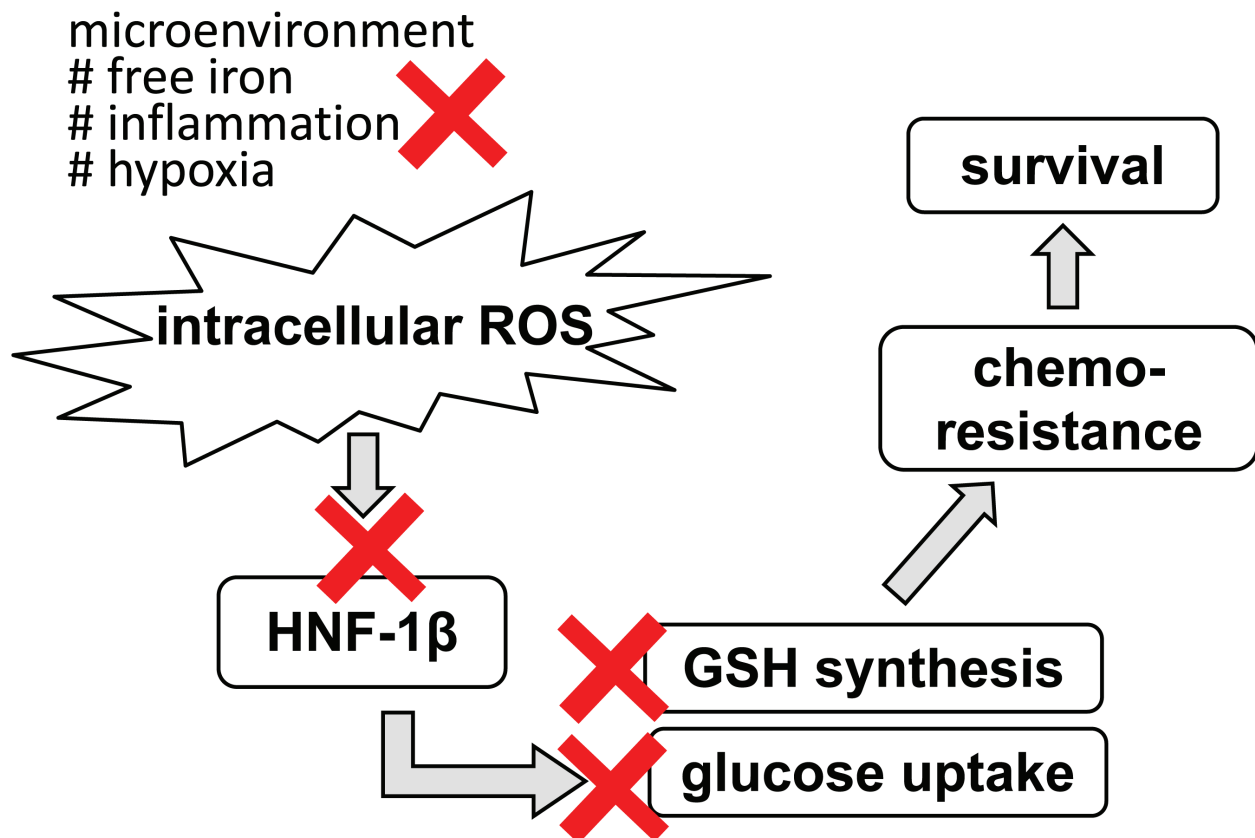 microenvironment
# free iron
# inflammation
# hypoxia
survival
intracellular ROS
chemo-
resistance
HNF-1β
GSH synthesis
glucose uptake